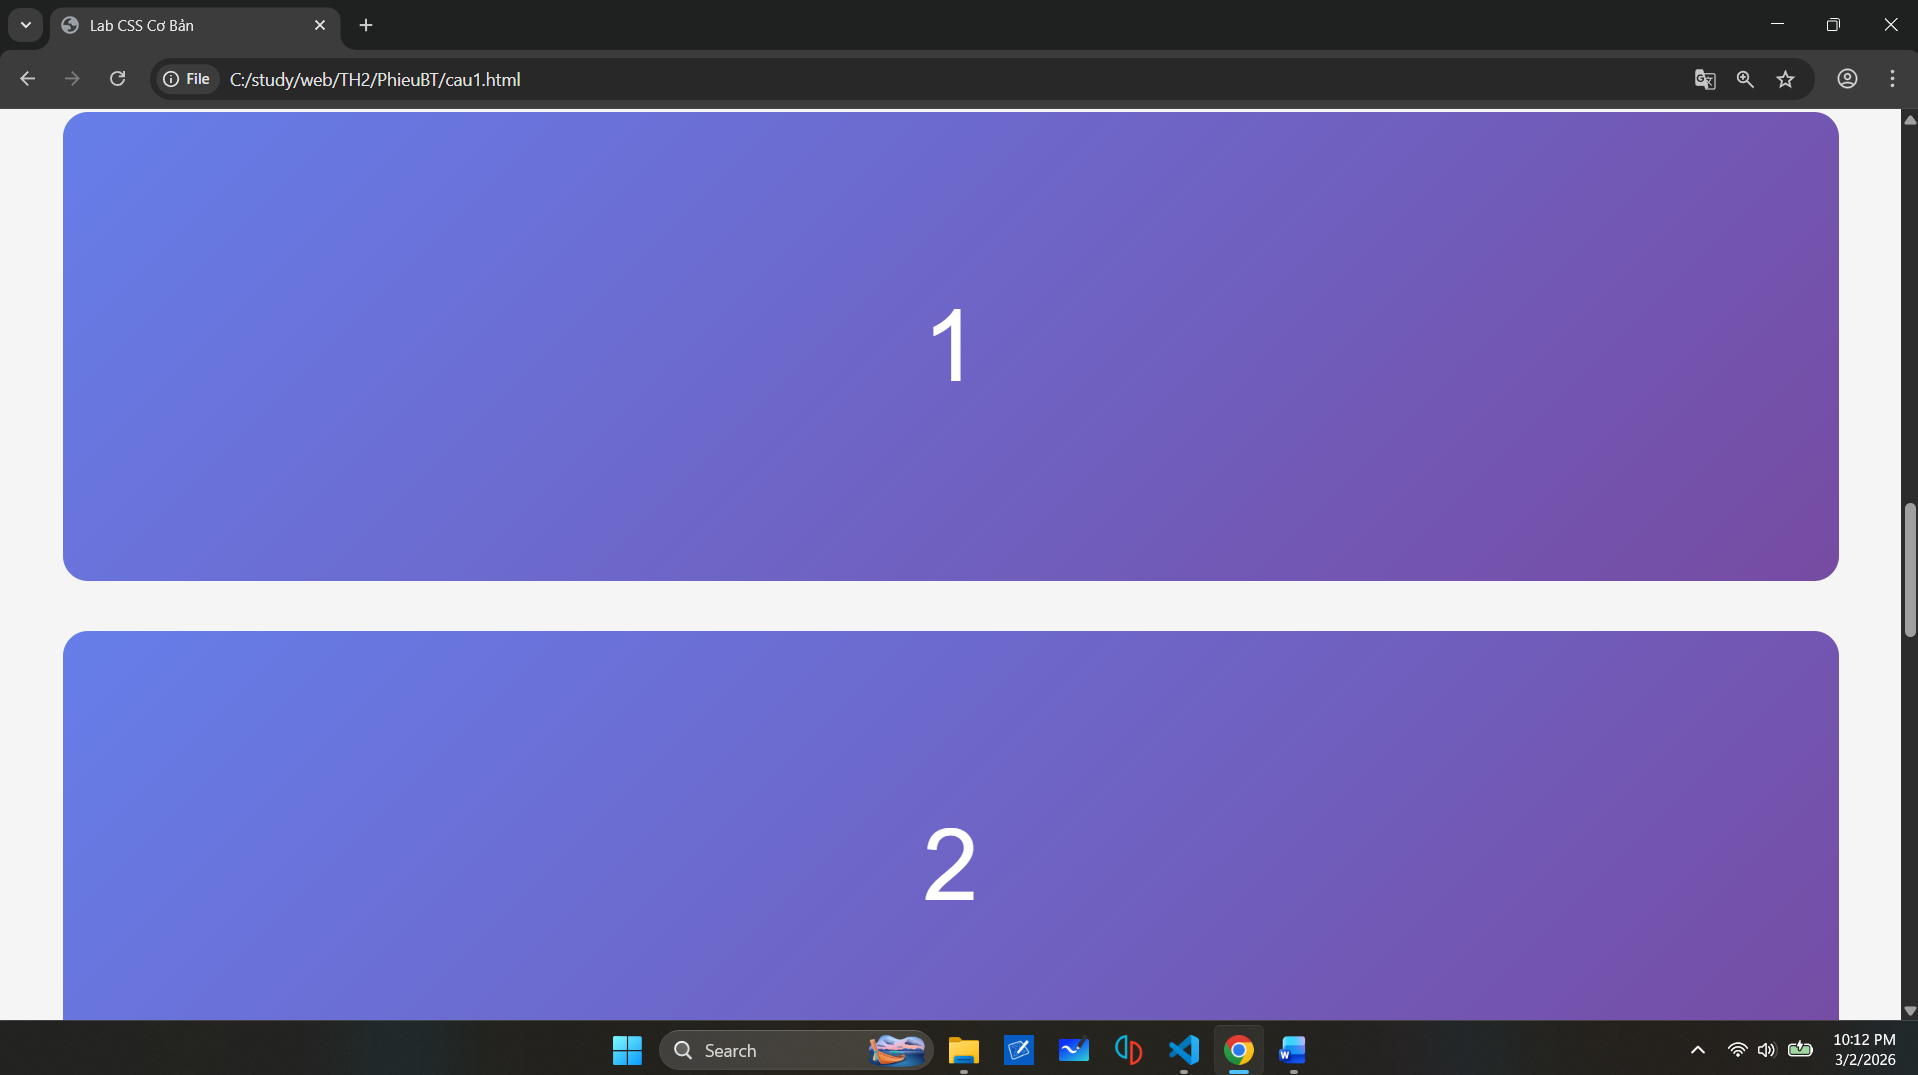 Lab CSS Cơ Bản
File
C:/study/web/TH2/PhieuBT/cau1.html
1
2
Search
10:12 PM
3/2/2026